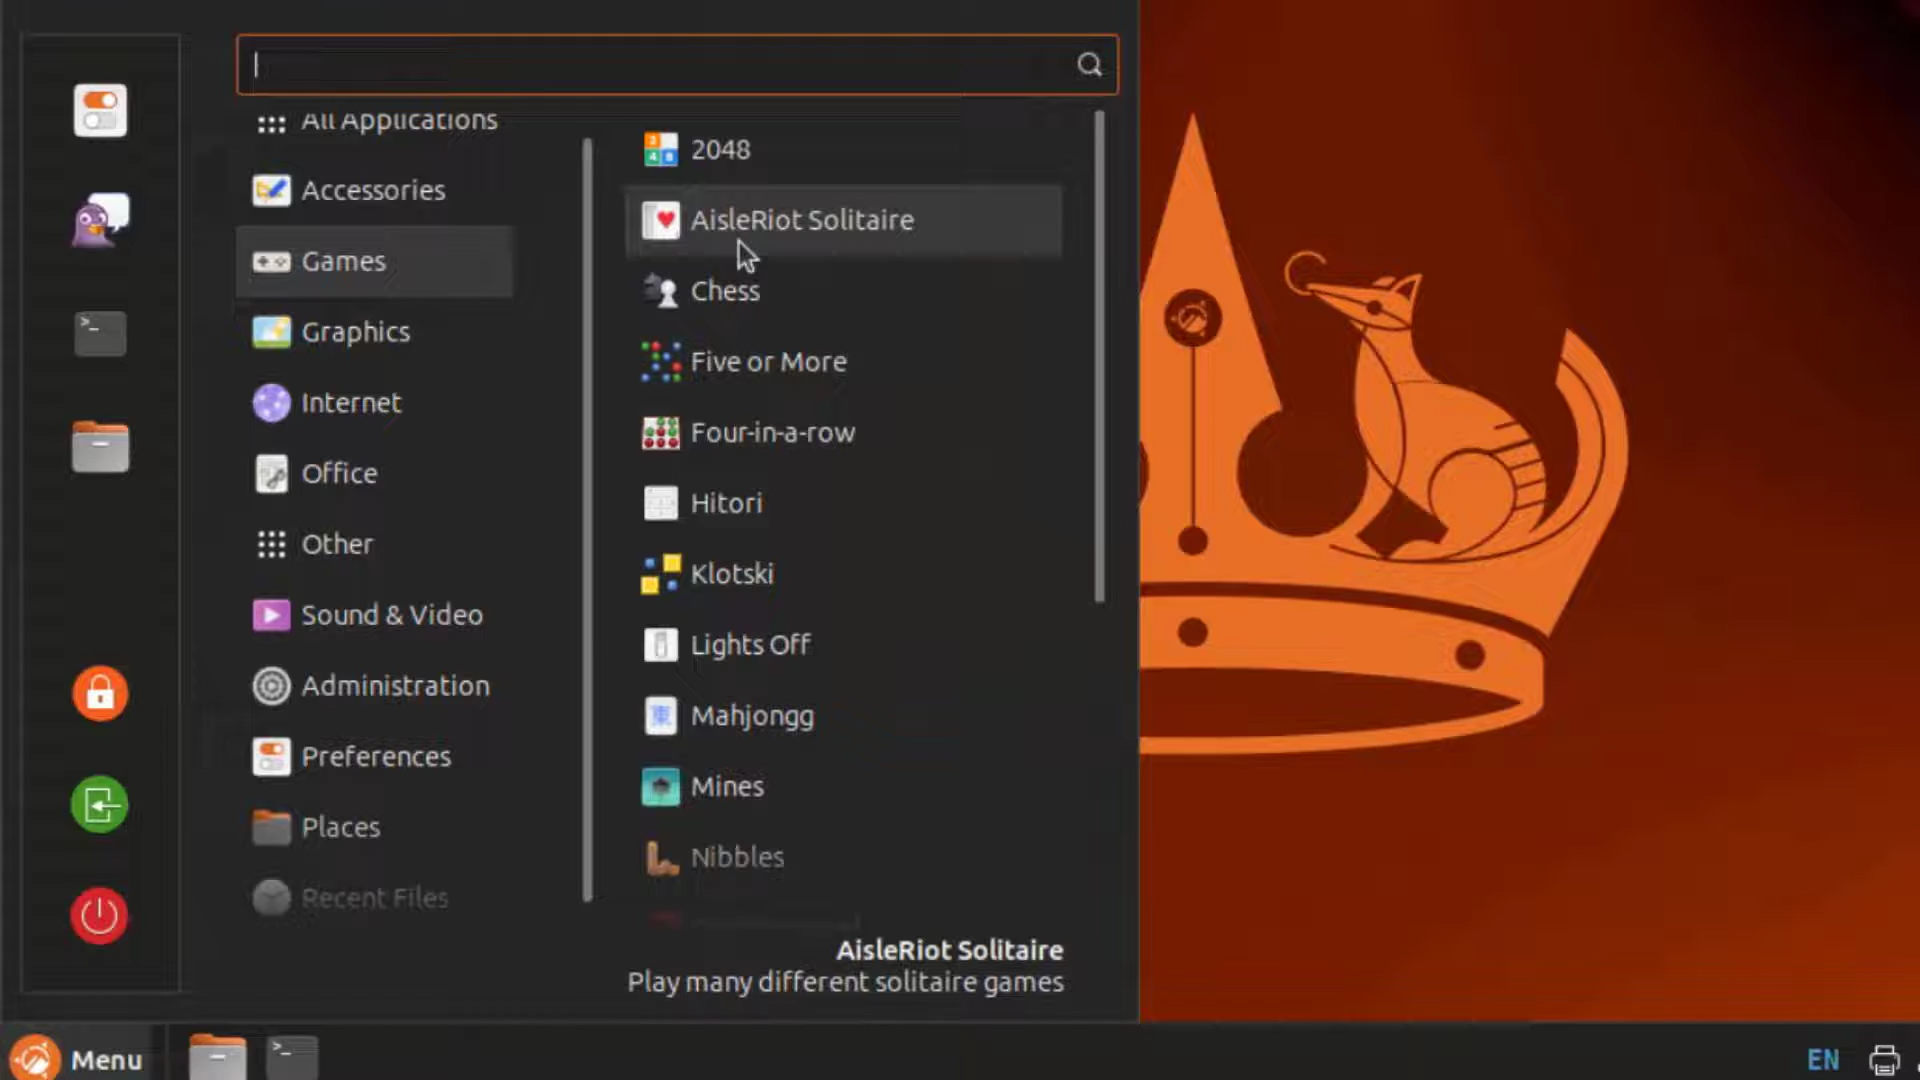 All Applications
Accessories
Games
Graphics
Internet
Office
Other
Sound & Video
Administration
Preferences
Places
Recent Files
2048
AisleRiot Solitaire
Chess
Five or More
Four-in-a-row
Hitori
Klotski
Lights Off
Mahjongg
Mines
Nibbles
AisleRiot Solitaire
Play many different solitaire games
Menu
EN